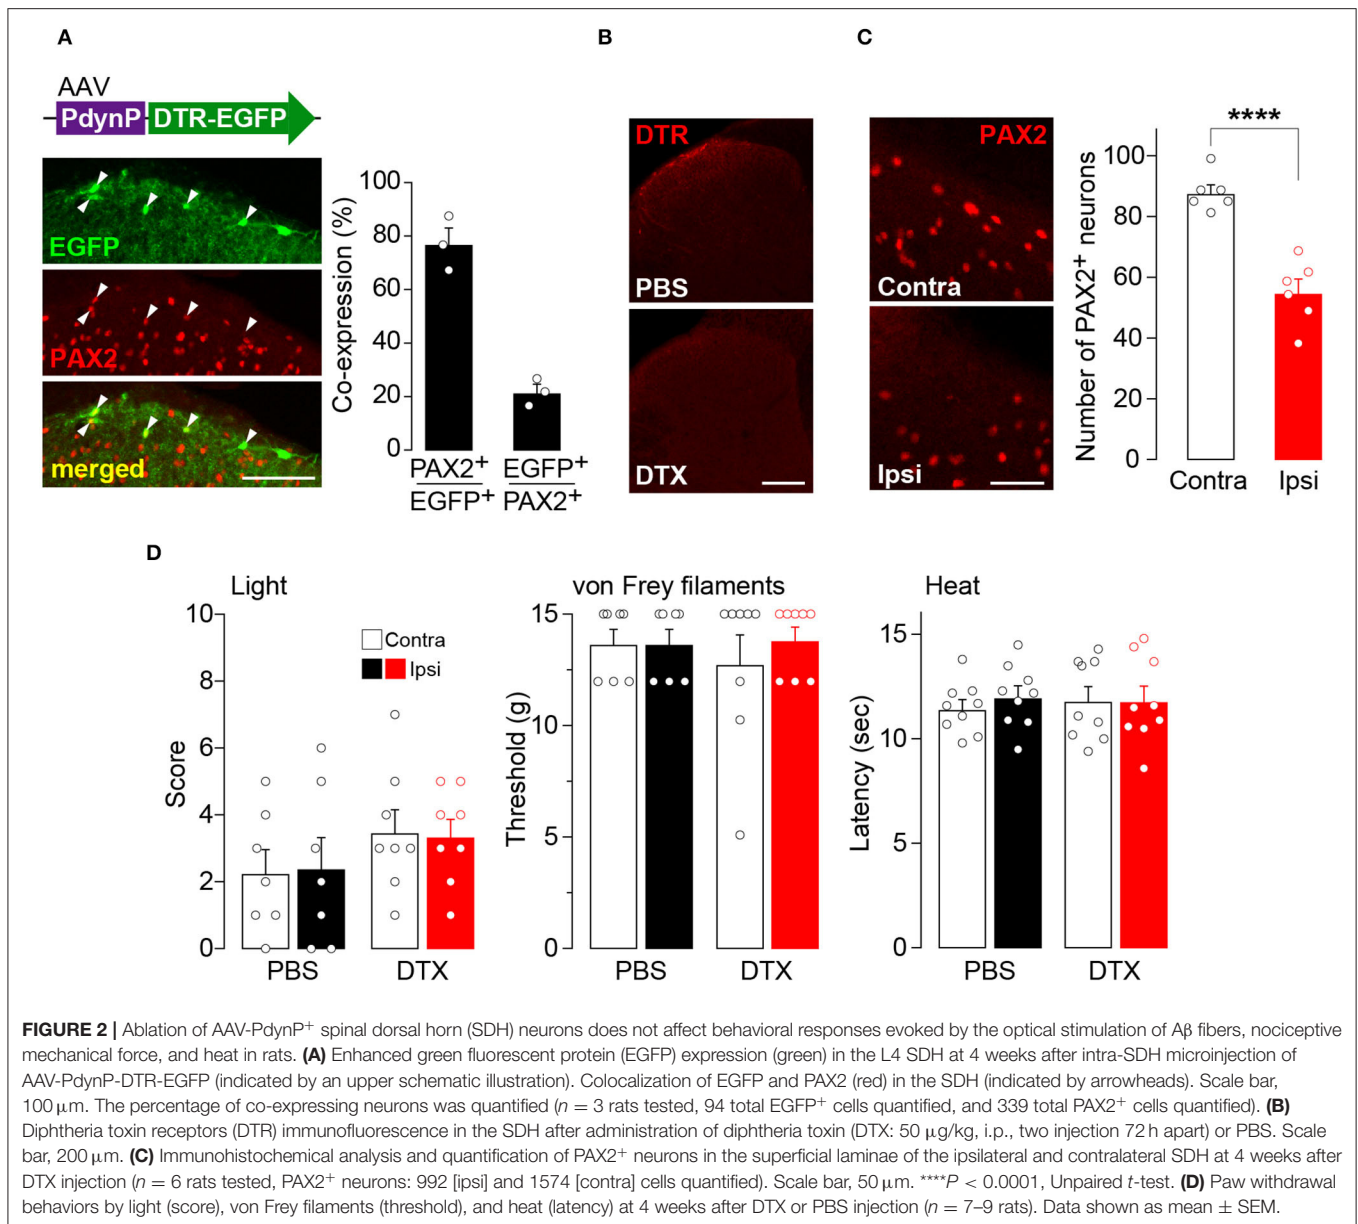 A
AAV
PdynP DTR-EGFP
EGFP
PAX2
merged
Co-expression (%)
100
80
60
40
20
0
PAX2+
EGFP+
EGFP+
PAX2+
B
DTR
PBS
DTX
C
PAX2
Contra
Ipsi
Number of PAX2+ neurons
****
100
80
60
40
20
0
Contra Ipsi
D
Light
Score
10
8
6
4
2
0
Contra
Ipsi
PBS DTX
von Frey filaments
Threshold (g)
15
10
5
0
PBS DTX
Heat
Latency (sec)
15
10
5
0
PBS DTX
FIGURE 2 | Ablation of AAV-PdynP+ spinal dorsal horn (SDH) neurons does not affect behavioral responses evoked by the optical stimulation of Aβ fibers, nociceptive
mechanical force, and heat in rats. (A) Enhanced green fluorescent protein (EGFP) expression (green) in the L4 SDH at 4 weeks after intra-SDH microinjection of
AAV-PdynP-DTR-EGFP (indicated by an upper schematic illustration). Colocalization of EGFP and PAX2 (red) in the SDH (indicated by arrowheads). Scale bar,
100 μm. The percentage of co-expressing neurons was quantified (n = 3 rats tested, 94 total EGFP+ cells quantified, and 339 total PAX2+ cells quantified). (B)
Diphtheria toxin receptors (DTR) immunofluorescence in the SDH after administration of diphtheria toxin (DTX: 50 μg/kg, i.p., two injection 72 h apart) or PBS. Scale
bar, 200 μm. (C) Immunohistochemical analysis and quantification of PAX2+ neurons in the superficial laminae of the ipsilateral and contralateral SDH at 4 weeks after
DTX injection (n = 6 rats tested, PAX2+ neurons: 992 [ipsi] and 1574 [contra] cells quantified). Scale bar, 50 μm. ****P < 0.0001, Unpaired t-test. (D) Paw withdrawal
behaviors by light (score), von Frey filaments (threshold), and heat (latency) at 4 weeks after DTX or PBS injection (n = 7–9 rats). Data shown as mean ± SEM.